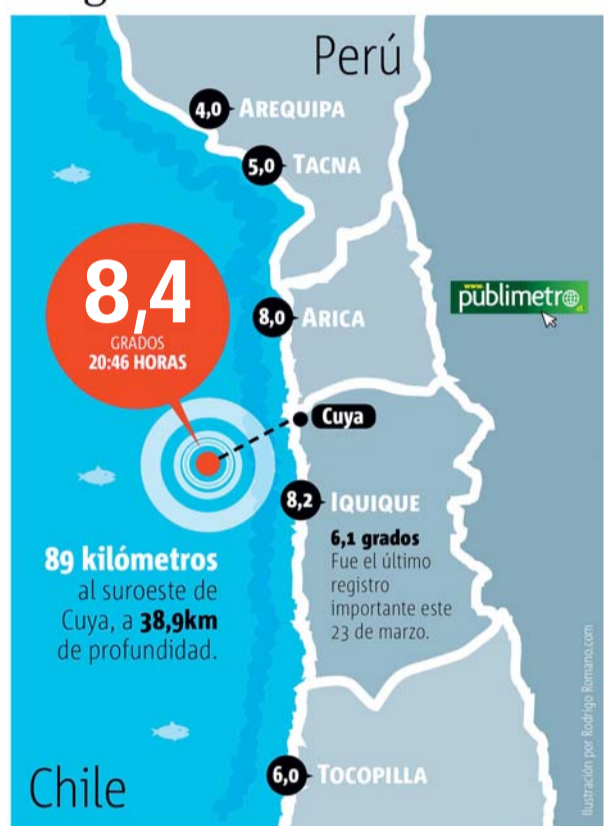 Perú
4,0 AREQUIPA
5,0 TACNA
8,4
GRADOS
20:46 HORAS
publimetro
8,0 ARICA
Cuya
8,2 IQUIQUE
6,1 grados
Fue el último
registro
importante este
23 de marzo.
89 kilómetros
al suroeste de
Cuya, a 38,9km
de profundidad.
6,0 TOCOPILLA
Chile
Ilustración por Rodrigo Romano.com